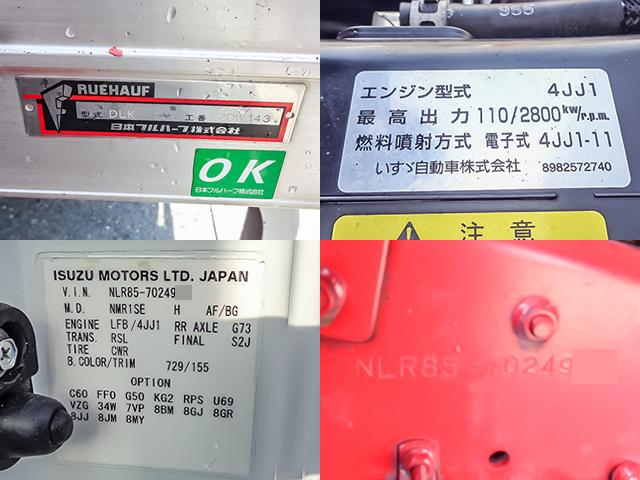 RUEHAUF
型式 DLK 工番
日本フルハーフ株式会社
OK
日本フルハーフ株式会社
955
エンジン型式 4JJ1
最高出力 110/2800kW/r.p.m.
燃料噴射方式 電子式 4JJ1-11
いすゞ自動車株式会社 8982572740
注意
ISUZU MOTORS LTD. JAPAN
V.I.N. NLR85-70249
M.D. NMR1SE H AF/BG
ENGINE LFB/4JJ1 RR AXLE G73
TRANS. RSL FINAL S2J
TIRE CWR
B.COLOR/TRIM 729/155
OPTION
C60 FF0 G50 KG2 RPS U69
VZG 34W 7VP 8BM 8GJ 8GR
8JJ 8JM 8MY
NLR85-70249